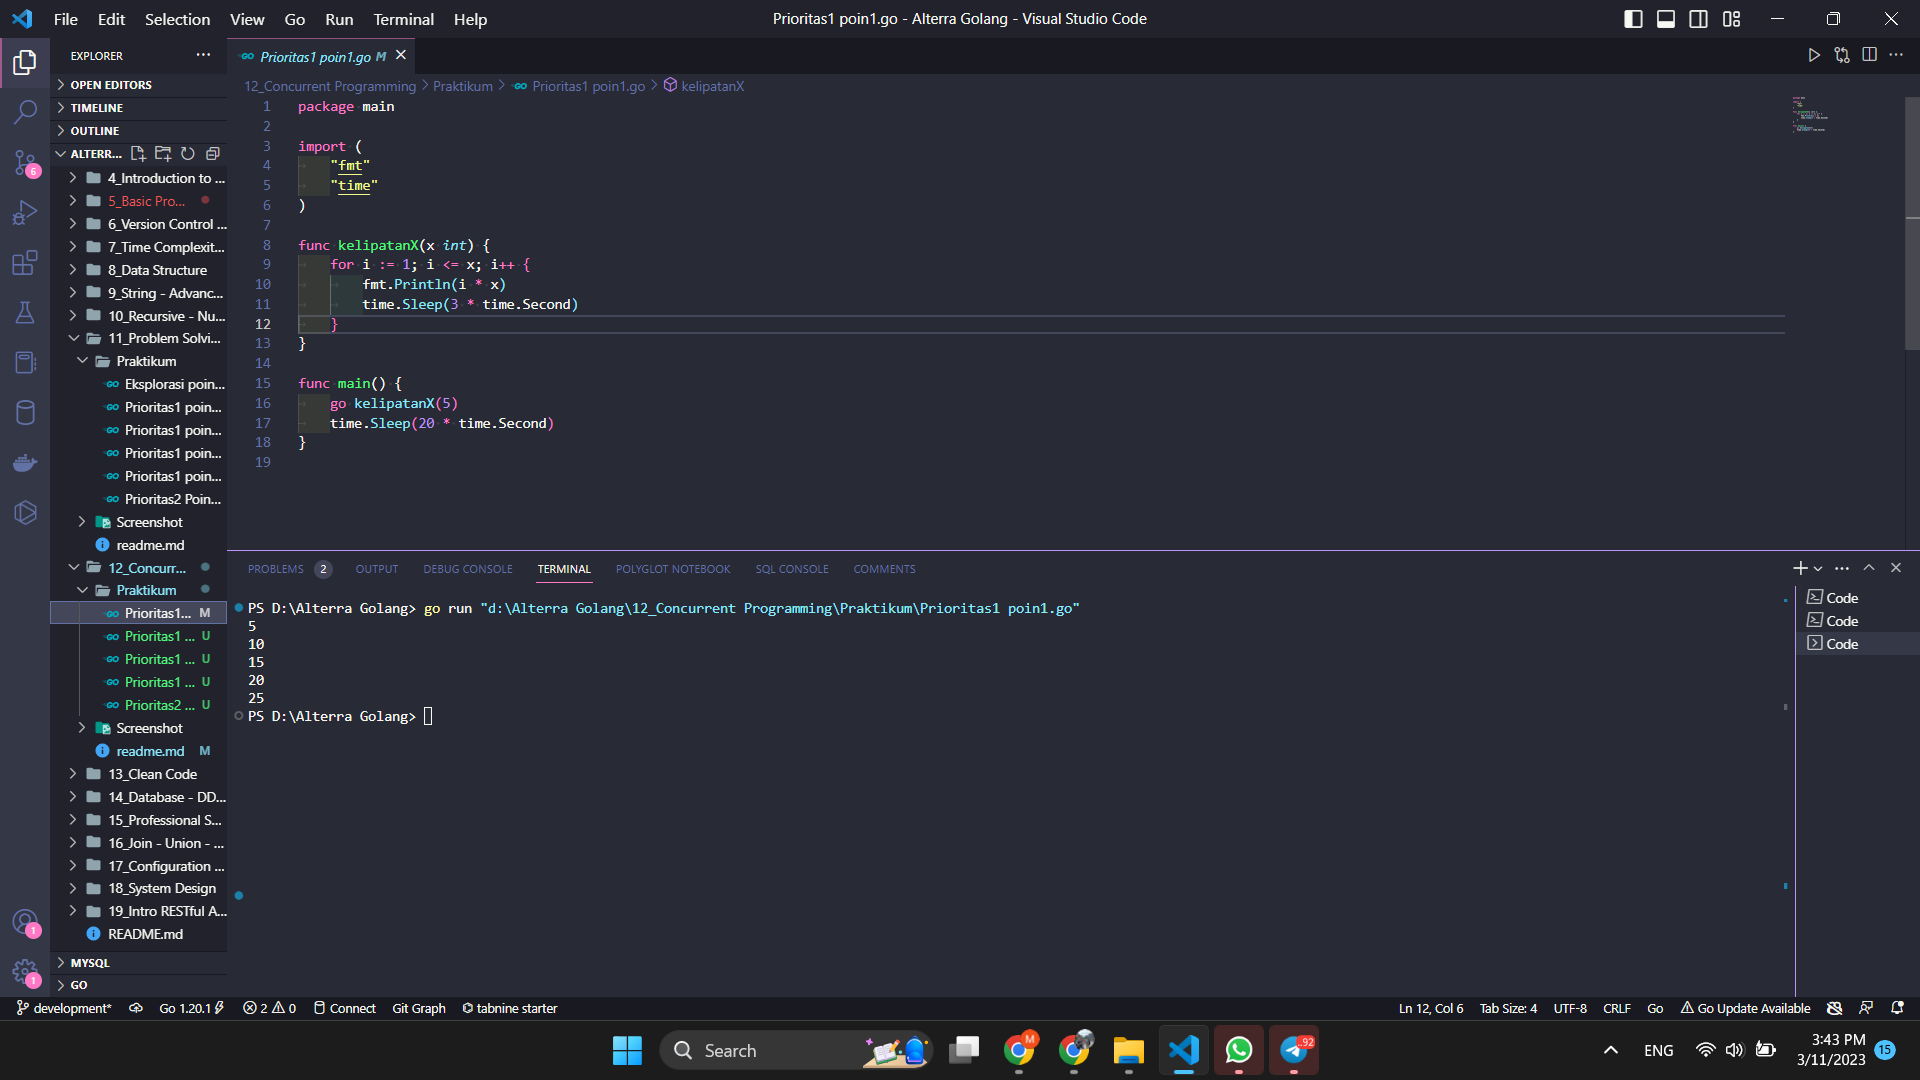 File Edit Selection View Go Run Terminal Help
Prioritas1 poin1.go - Alterra Golang - Visual Studio Code
EXPLORER
OPEN EDITORS
TIMELINE
OUTLINE
ALTERR...
4_Introduction to ...
5_Basic Pro...
6_Version Control ...
7_Time Complexit...
8_Data Structure
9_String - Advanc...
10_Recursive - Nu...
11_Problem Solvi...
Praktikum
Eksplorasi poin...
Prioritas1 poin...
Prioritas1 poin...
Prioritas1 poin...
Prioritas1 poin...
Prioritas2 Poin...
Screenshot
readme.md
12_Concurr...
Praktikum
Prioritas1... M
Prioritas1 ... U
Prioritas1 ... U
Prioritas1 ... U
Prioritas2 ... U
Screenshot
readme.md M
13_Clean Code
14_Database - DD...
15_Professional S...
16_Join - Union - ...
17_Configuration ...
18_System Design
19_Intro RESTful A...
README.md
MYSQL
GO
6
1
1
Prioritas1 poin1.go M
12_Concurrent Programming > Praktikum > Prioritas1 poin1.go > kelipatanX
1 package main
2
3 import (
4 "fmt"
5 "time"
6 )
7
8 func kelipatanX(x int) {
9 for i := 1; i <= x; i++ {
10 fmt.Println(i * x)
11 time.Sleep(3 * time.Second)
12 }
13 }
14
15 func main() {
16 go kelipatanX(5)
17 time.Sleep(20 * time.Second)
18 }
19
PROBLEMS 2 OUTPUT DEBUG CONSOLE TERMINAL POLYGLOT NOTEBOOK SQL CONSOLE COMMENTS
PS D:\Alterra Golang> go run "d:\Alterra Golang\12_Concurrent Programming\Praktikum\Prioritas1 poin1.go"
5
10
15
20
25
PS D:\Alterra Golang>
Code
Code
Code
development* Go 1.20.1 2 0 Connect Git Graph tabnine starter
Ln 12, Col 6 Tab Size: 4 UTF-8 CRLF Go Go Update Available
Search
M
92
ENG
3:43 PM
3/11/2023
15